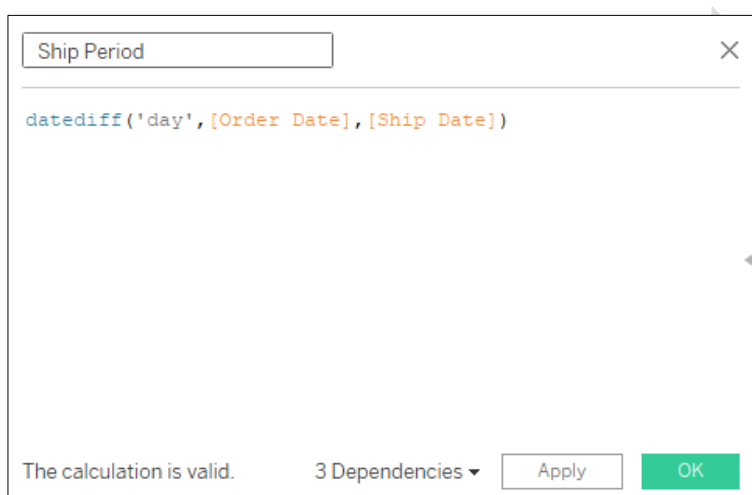 Ship Period
datediff('day',[Order Date],[Ship Date])
The calculation is valid. 3 Dependencies Apply OK